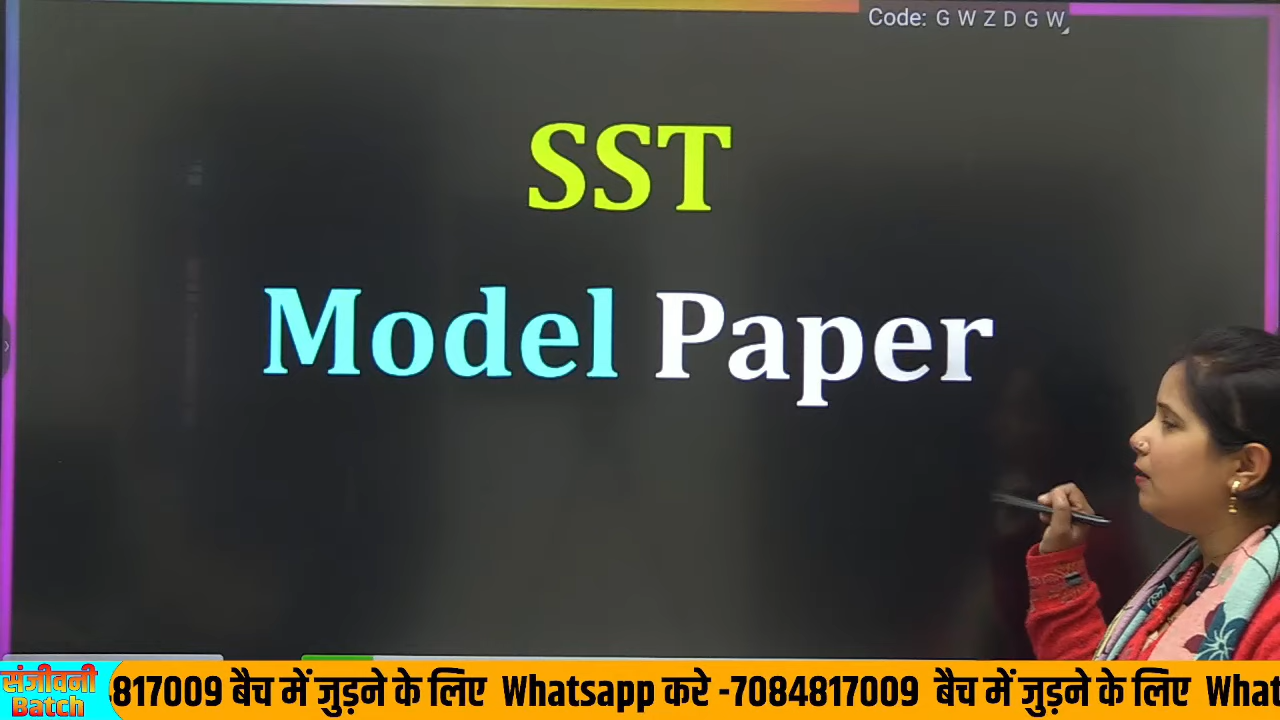 Code: G W Z D G W
SST
Model Paper
संजीवनी
Batch
817009 बैच में जुड़ने के लिए Whatsapp करे -7084817009 बैच में जुड़ने के लिए What